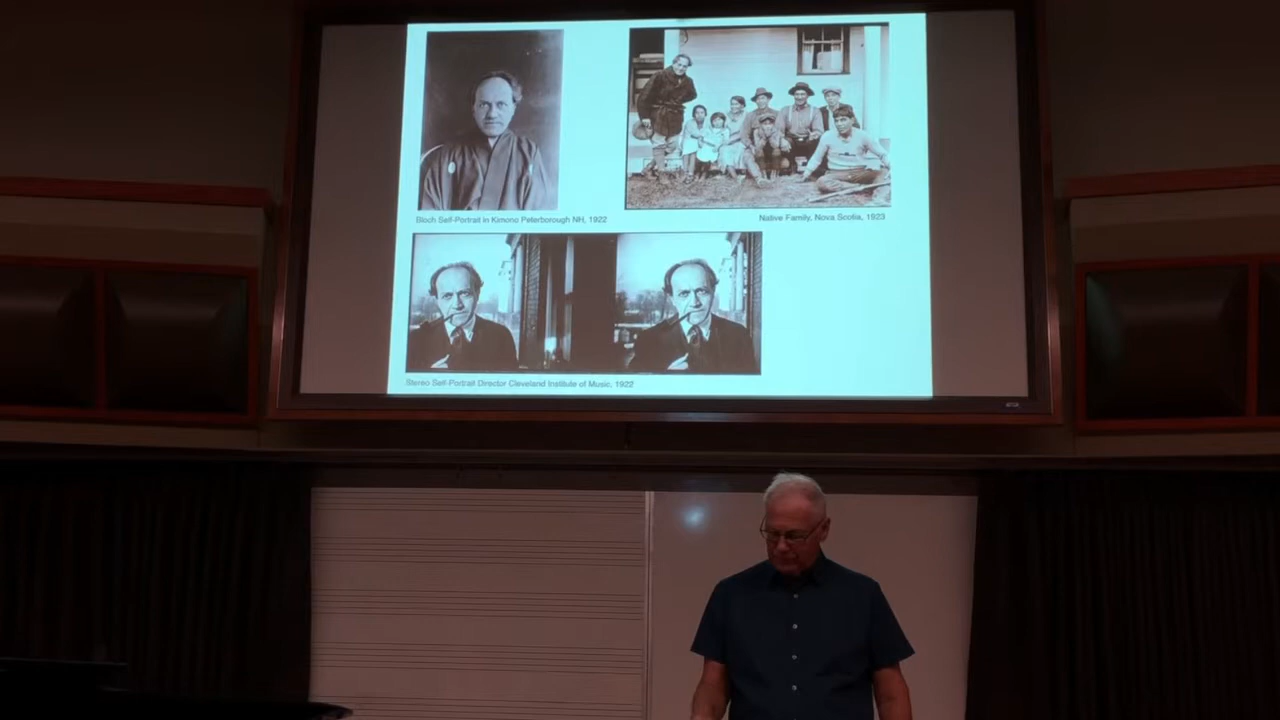 Bloch Self-Portrait in Kimono Peterborough NH, 1922
Native Family, Nova Scotia, 1923
Stereo Self-Portrait Director Cleveland Institute of Music, 1922